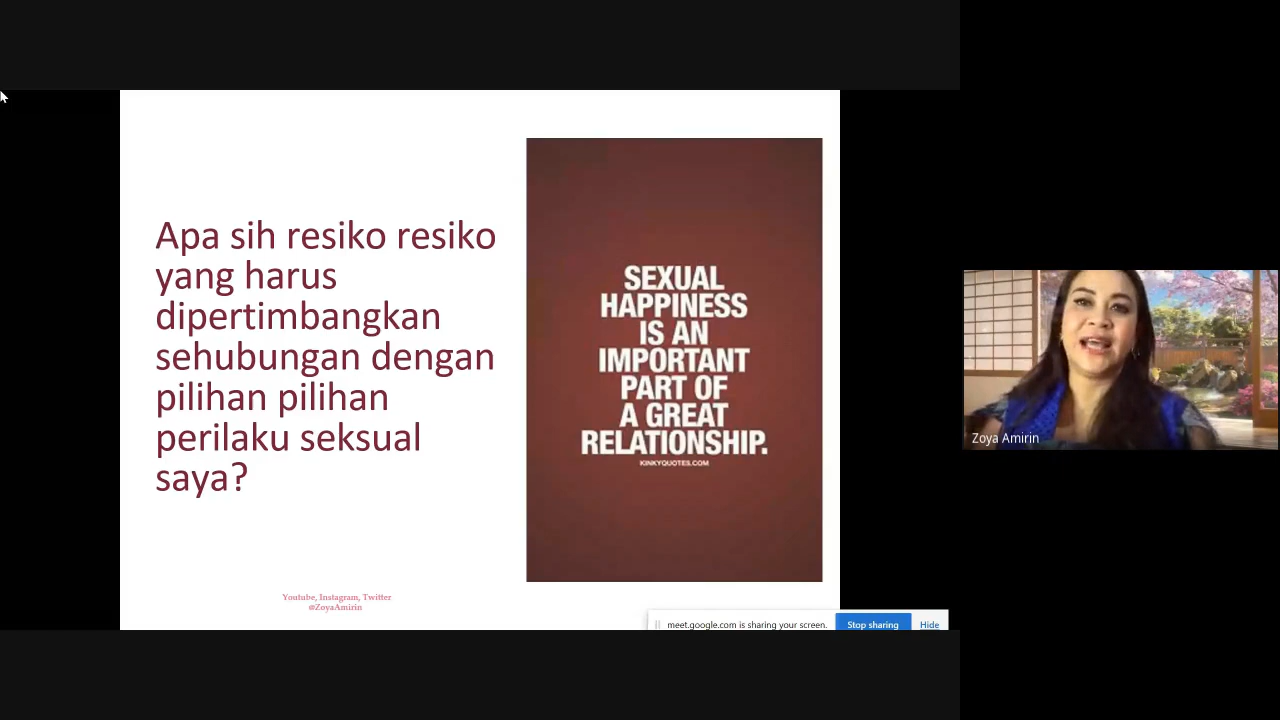 Apa sih resiko resiko
yang harus
dipertimbangkan
sehubungan dengan
pilihan pilihan
perilaku seksual
saya?
SEXUAL
HAPPINESS
IS AN
IMPORTANT
PART OF
A GREAT
RELATIONSHIP.
KINKYQUOTES.COM
Youtube, Instagram, Twitter
@ZoyaAmirin
meet.google.com is sharing your screen.
Stop sharing
Hide
Zoya Amirin